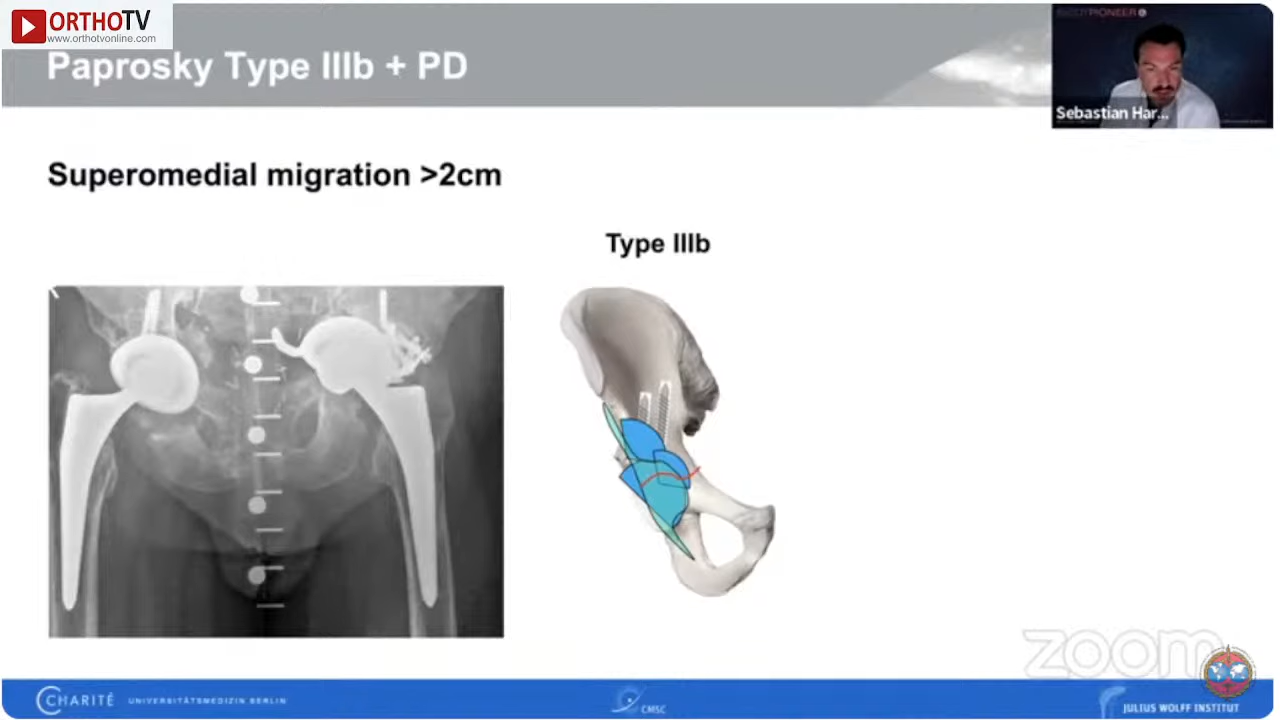 ORTHOTV
www.orthotvonline.com
Paprosky Type IIIb + PD
Sebastian Har...
Superomedial migration >2cm
Type IIIb
zoom
CHARITÉ UNIVERSITÄTSMEDIZIN BERLIN
CMSC
JULIUS WOLFF INSTITUT